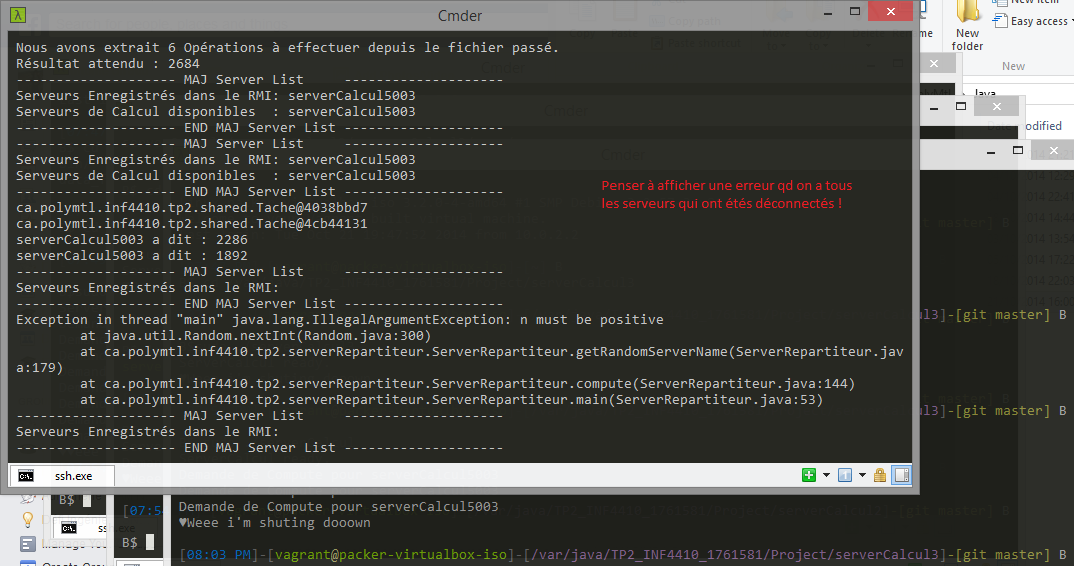 Cmder
Nous avons extrait 6 Opérations à effectuer depuis le fichier passé.
Résultat attendu : 2684
-------------------- MAJ Server List     --------------------
Serveurs Enregistrés dans le RMI: serverCalcul5003
Serveurs de Calcul disponibles  : serverCalcul5003
-------------------- END MAJ Server List --------------------
-------------------- MAJ Server List     --------------------
Serveurs Enregistrés dans le RMI: serverCalcul5003
Serveurs de Calcul disponibles  : serverCalcul5003
-------------------- END MAJ Server List --------------------
ca.polymtl.inf4410.tp2.shared.Tache@4038bbd7
ca.polymtl.inf4410.tp2.shared.Tache@4cb44131
serverCalcul5003 a dit : 2286
serverCalcul5003 a dit : 1892
-------------------- MAJ Server List     --------------------
Serveurs Enregistrés dans le RMI:
-------------------- END MAJ Server List --------------------
Exception in thread "main" java.lang.IllegalArgumentException: n must be positive
        at java.util.Random.nextInt(Random.java:300)
        at ca.polymtl.inf4410.tp2.serverRepartiteur.ServerRepartiteur.getRandomServerName(ServerRepartiteur.jav
a:179)
        at ca.polymtl.inf4410.tp2.serverRepartiteur.ServerRepartiteur.compute(ServerRepartiteur.java:144)
        at ca.polymtl.inf4410.tp2.serverRepartiteur.ServerRepartiteur.main(ServerRepartiteur.java:53)
-------------------- MAJ Server List     --------------------
Serveurs Enregistrés dans le RMI:
-------------------- END MAJ Server List --------------------
Penser à afficher une erreur qd on a tous
les serveurs qui ont étés déconnectés !
ssh.exe
New item
Easy access
New
folder
New
java
odified
l3]-[git master] B
l3]-[git master] B
B$
[07:5
B$
Demande de Compute pour serverCalcul5003
♥Weee i'm shuting dooown
[08:03 PM]-[vagrant@packer-virtualbox-iso]-[/var/java/TP2_INF4410_1761581/Project/serverCalcul3]-[git master] B